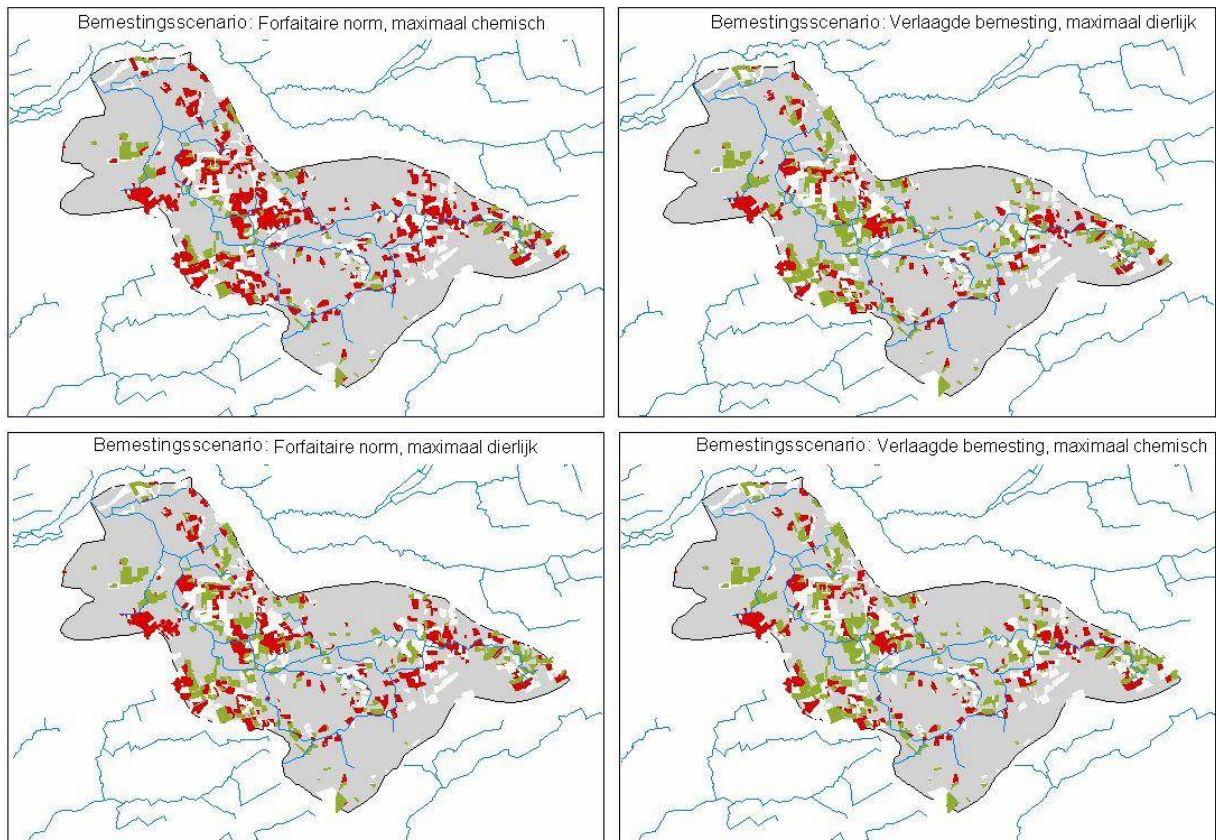 Bemestingsscenario: Forfaitaire norm, maximaal chemisch
Bemestingsscenario: Verlaagde bemesting, maximaal dierlijk
Bemestingsscenario: Forfaitaire norm, maximaal dierlijk
Bemestingsscenario: Verlaagde bemesting, maximaal chemisch